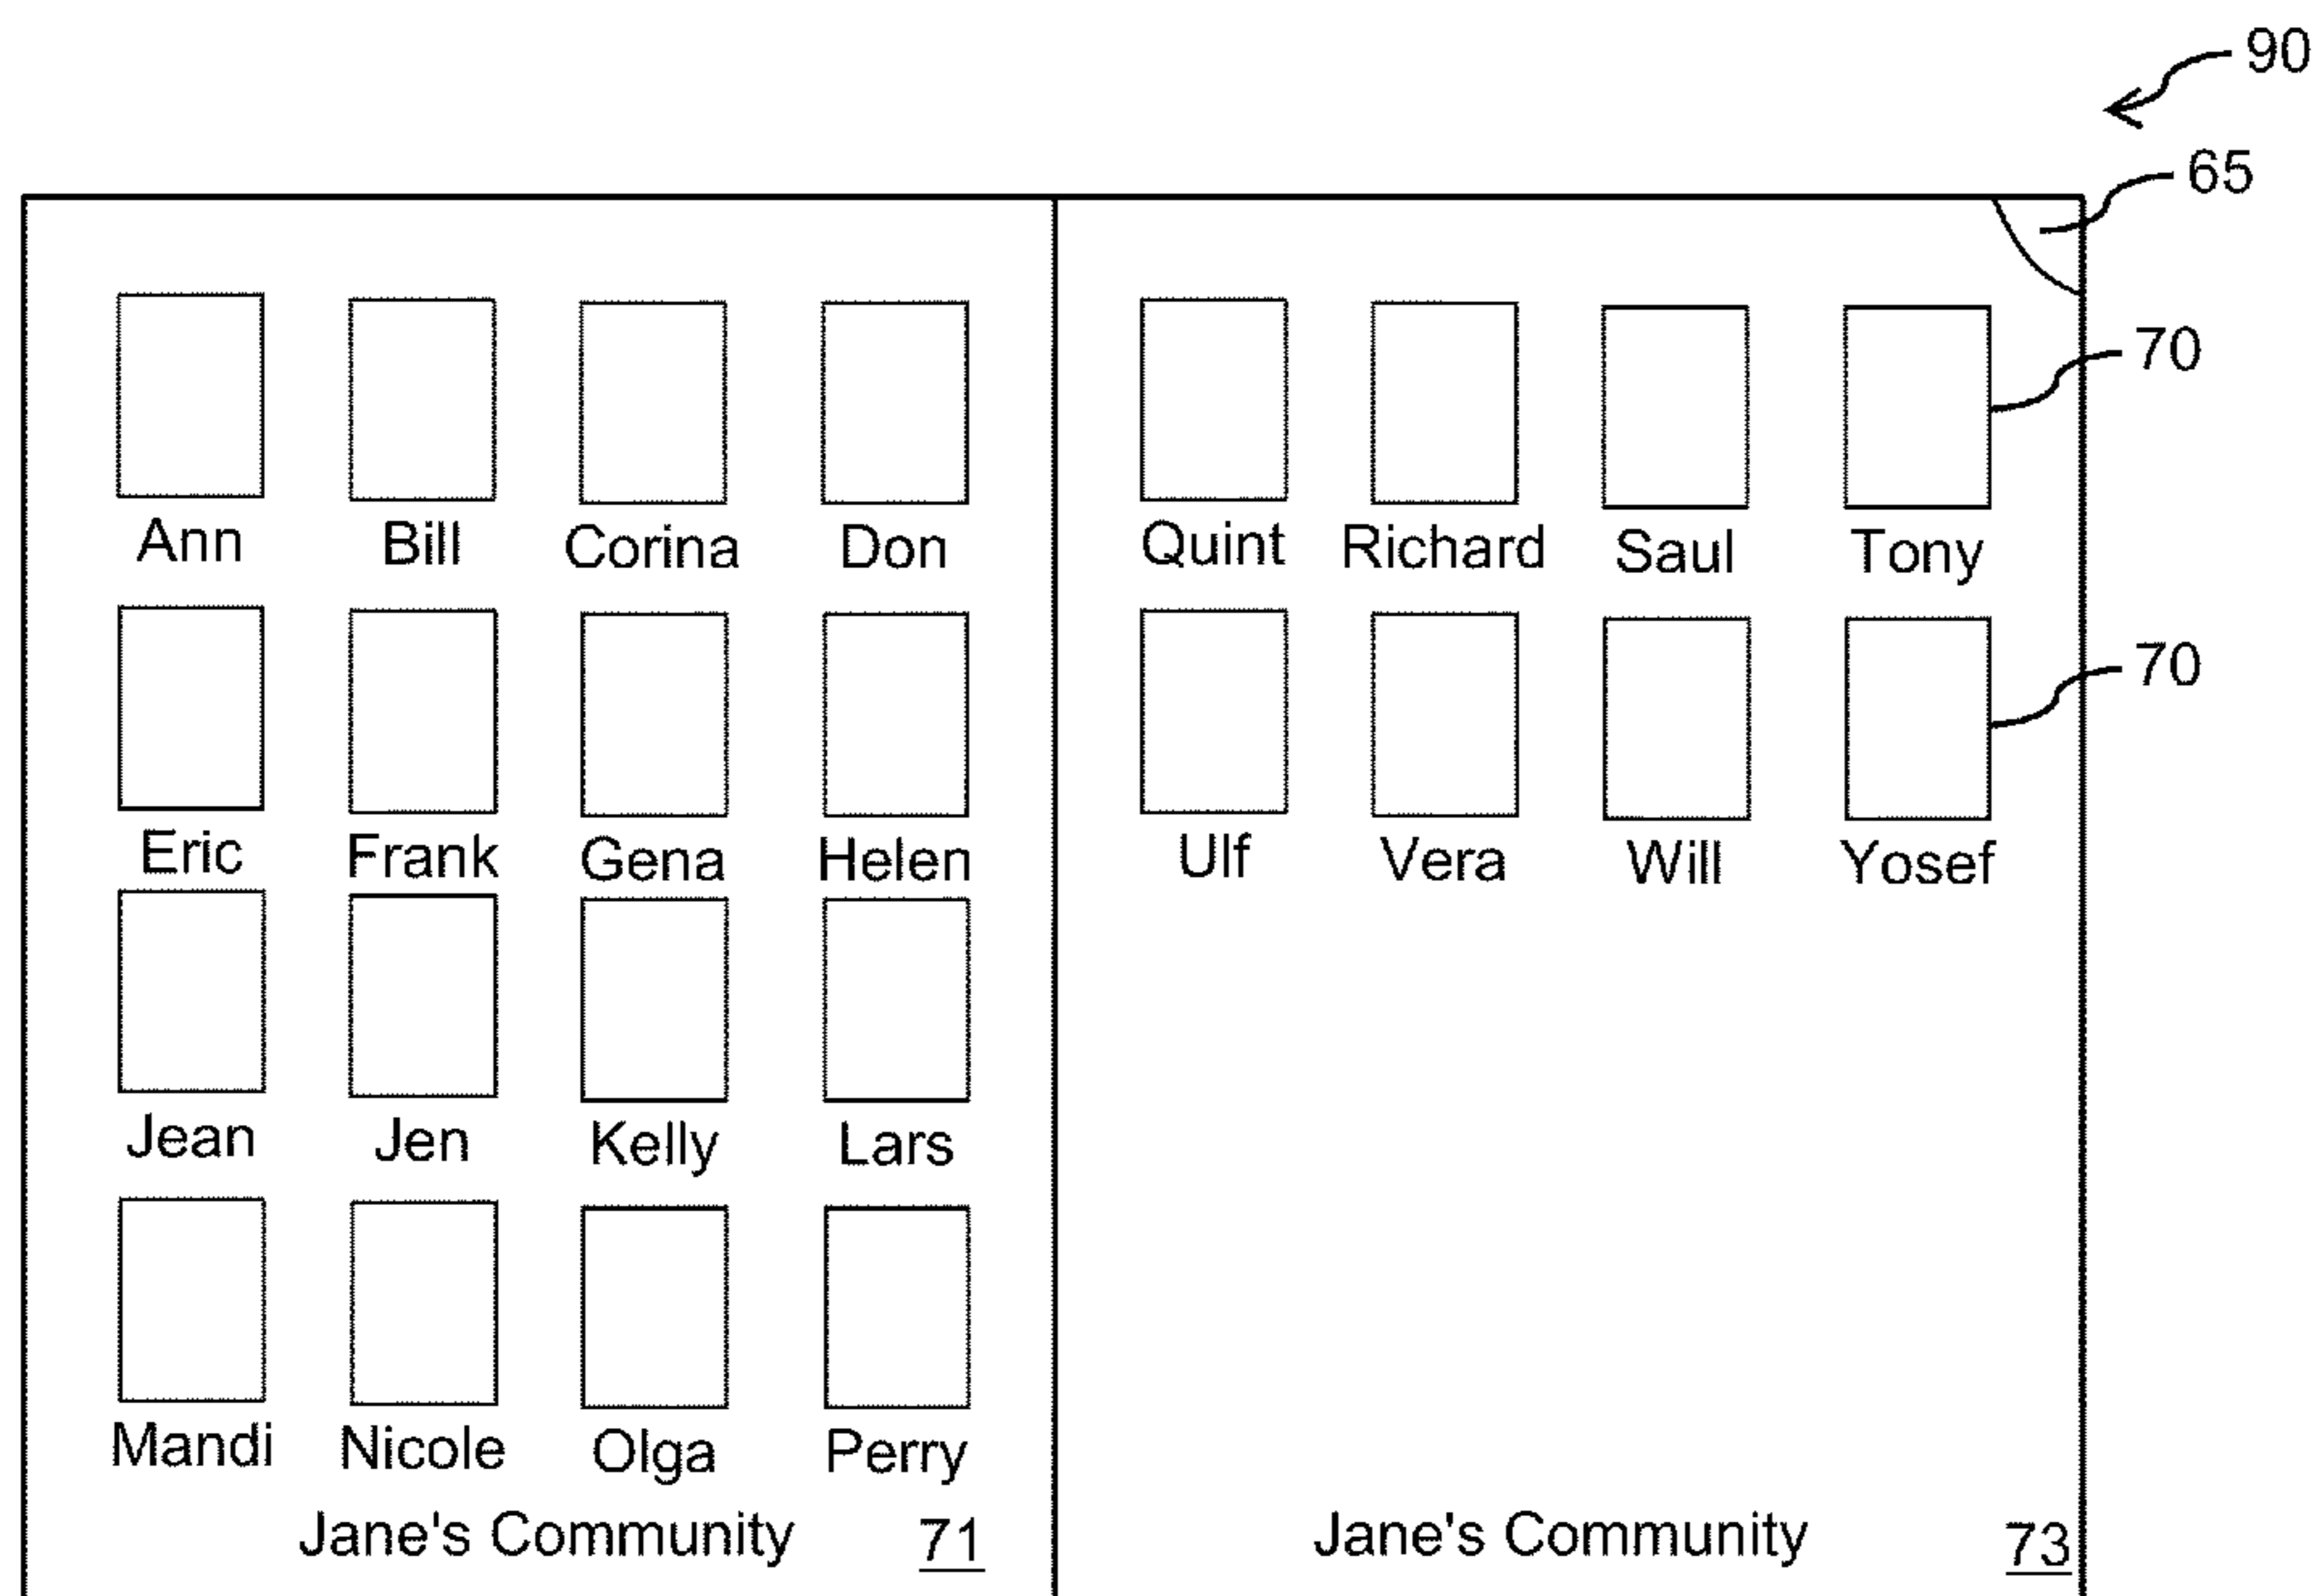 90
65
Ann Bill Corina Don
Quint Richard Saul Tony
70
Eric Frank Gena Helen
Ulf Vera Will Yosef
70
Jean Jen Kelly Lars
Mandi Nicole Olga Perry
Jane's Community 71
Jane's Community 73